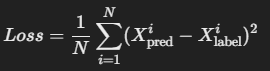 Loss = \frac{1}{N} \sum_{i=1}^{N} (X_{\text{pred}}^{i} - X_{\text{label}}^{i})^2